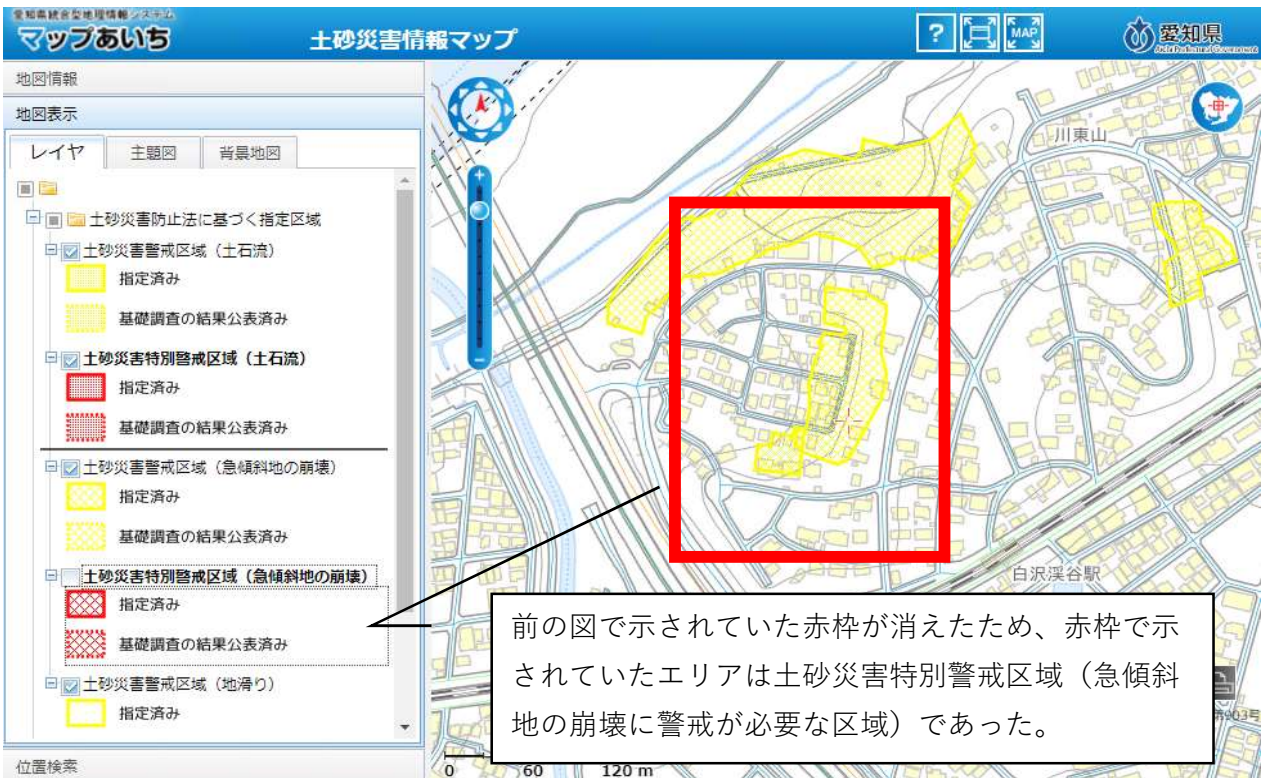 愛知県統合型地理情報システム
マップあいち
土砂災害情報マップ
?
MAP
愛知県
Aichi Prefectural Government
地図情報
地図表示
レイヤ
主題図
背景地図
土砂災害防止法に基づく指定区域
土砂災害警戒区域（土石流）
指定済み
基礎調査の結果公表済み
土砂災害特別警戒区域（土石流）
指定済み
基礎調査の結果公表済み
土砂災害警戒区域（急傾斜地の崩壊）
指定済み
基礎調査の結果公表済み
土砂災害特別警戒区域（急傾斜地の崩壊）
指定済み
基礎調査の結果公表済み
土砂災害警戒区域（地滑り）
指定済み
位置検索
川東山
白沢渓谷駅
前の図で示されていた赤枠が消えたため、赤枠で示
されていたエリアは土砂災害特別警戒区域（急傾斜
地の崩壊に警戒が必要な区域）であった。
0 60 120 m